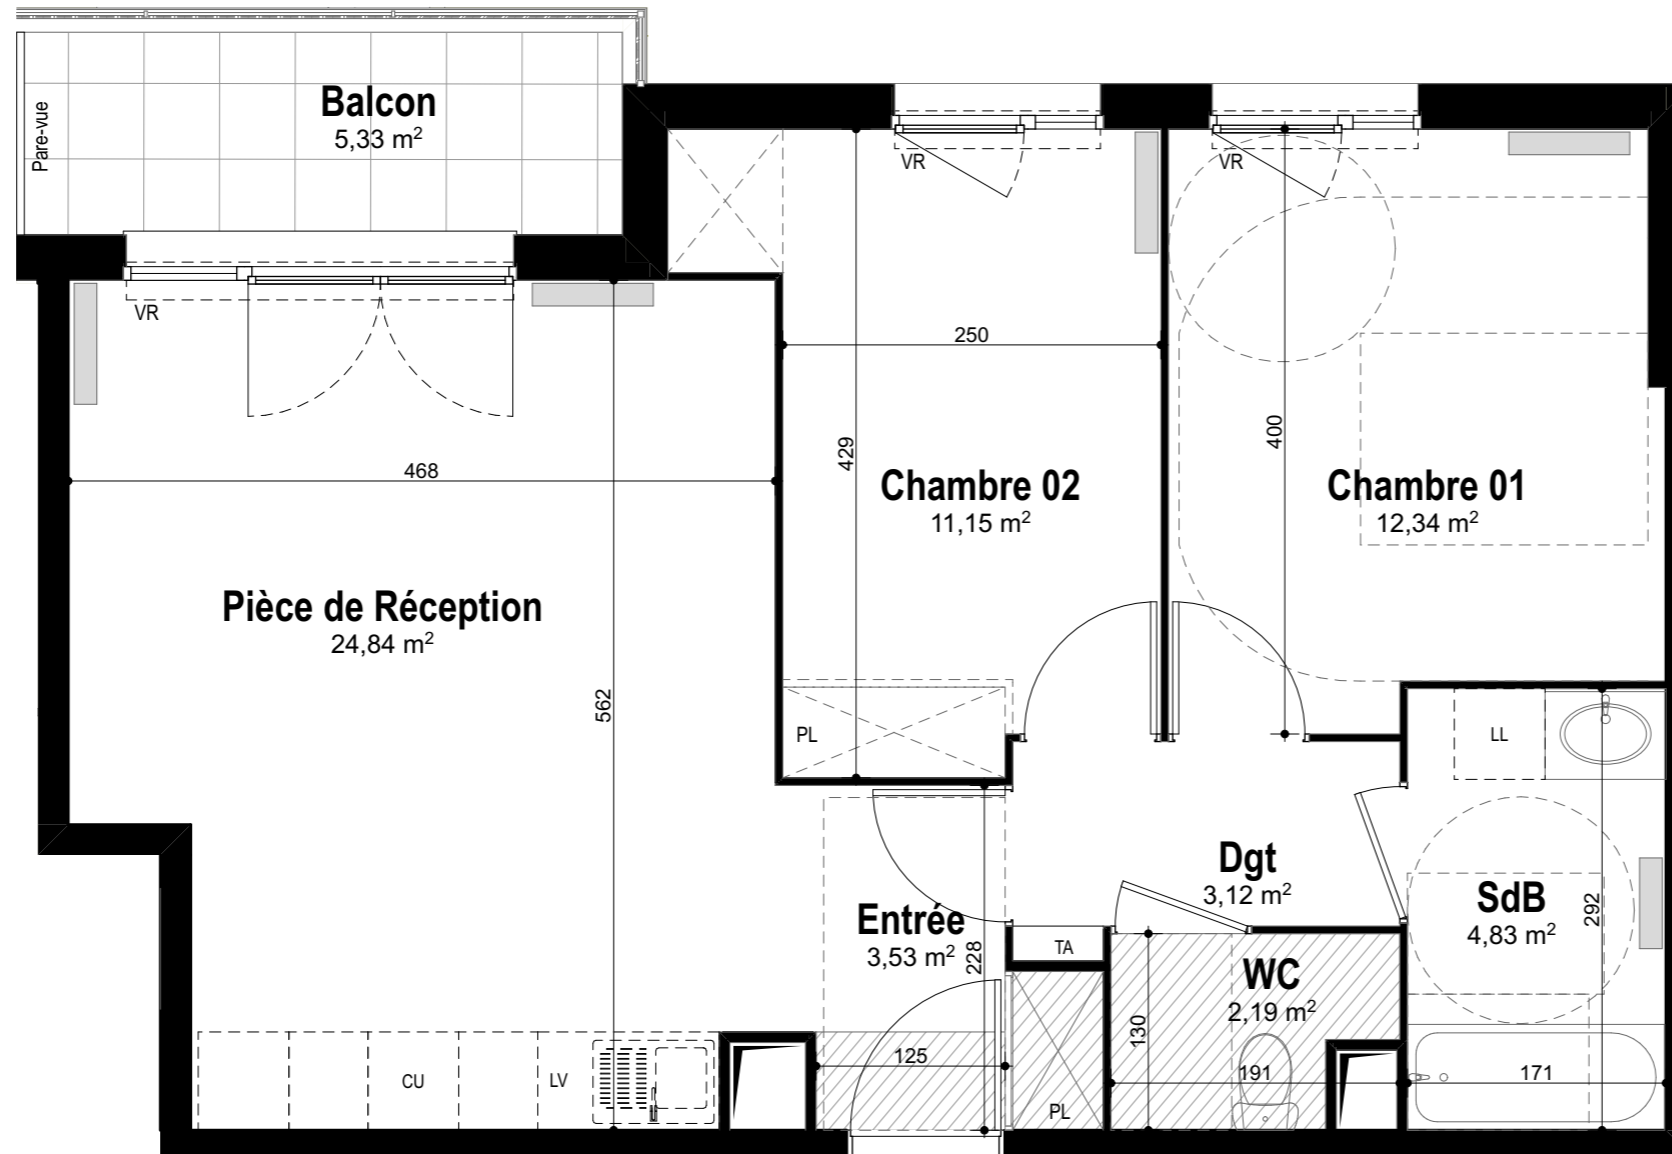 Balcon
5,33 m²
Pare-vue
VR
VR
VR
250
429
400
468
Chambre 02
11,15 m²
Chambre 01
12,34 m²
Pièce de Réception
24,84 m²
562
PL
LL
Dgt
3,12 m²
SdB
4,83 m²
292
Entrée
3,53 m²
228
TA
WC
2,19 m²
130
125
CU
LV
191
171
PL